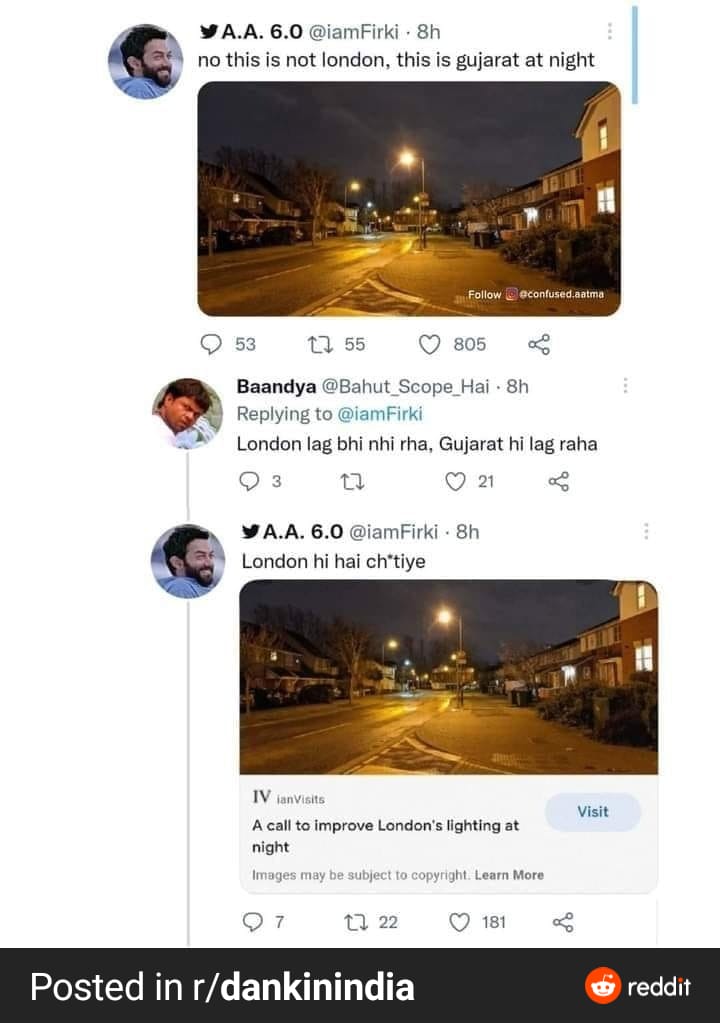 A.A. 6.0 @iamFirki · 8h
no this is not london, this is gujarat at night
Follow @confused.aatma
53 55 805
Baandya @Bahut_Scope_Hai · 8h
Replying to @iamFirki
London lag bhi nhi rha, Gujarat hi lag raha
3 21
A.A. 6.0 @iamFirki · 8h
London hi hai ch*tiye
IV ianVisits
Visit
A call to improve London's lighting at
night
Images may be subject to copyright. Learn More
7 22 181
Posted in r/dankinindia reddit